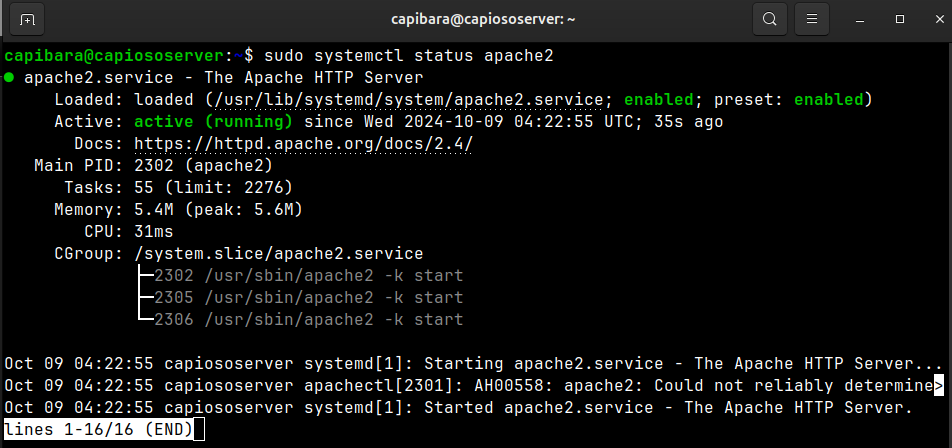 capibara@capiososerver: ~
capibara@capiososerver:~$ sudo systemctl status apache2
● apache2.service - The Apache HTTP Server
Loaded: loaded (/usr/lib/systemd/system/apache2.service; enabled; preset: enabled)
Active: active (running) since Wed 2024-10-09 04:22:55 UTC; 35s ago
Docs: https://httpd.apache.org/docs/2.4/
Main PID: 2302 (apache2)
Tasks: 55 (limit: 2276)
Memory: 5.4M (peak: 5.6M)
CPU: 31ms
CGroup: /system.slice/apache2.service
├─2302 /usr/sbin/apache2 -k start
├─2305 /usr/sbin/apache2 -k start
└─2306 /usr/sbin/apache2 -k start
Oct 09 04:22:55 capiososerver systemd[1]: Starting apache2.service - The Apache HTTP Server...
Oct 09 04:22:55 capiososerver apachectl[2301]: AH00558: apache2: Could not reliably determine>
Oct 09 04:22:55 capiososerver systemd[1]: Started apache2.service - The Apache HTTP Server.
lines 1-16/16 (END)